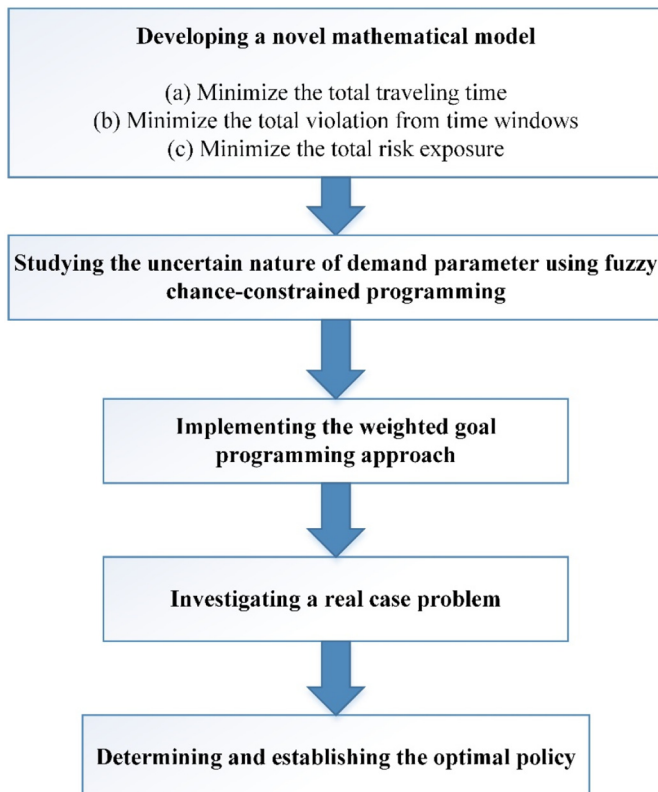 Developing a novel mathematical model
(a) Minimize the total traveling time
(b) Minimize the total violation from time windows
(c) Minimize the total risk exposure
Studying the uncertain nature of demand parameter using fuzzy
chance-constrained programming
Implementing the weighted goal
programming approach
Investigating a real case problem
Determining and establishing the optimal policy